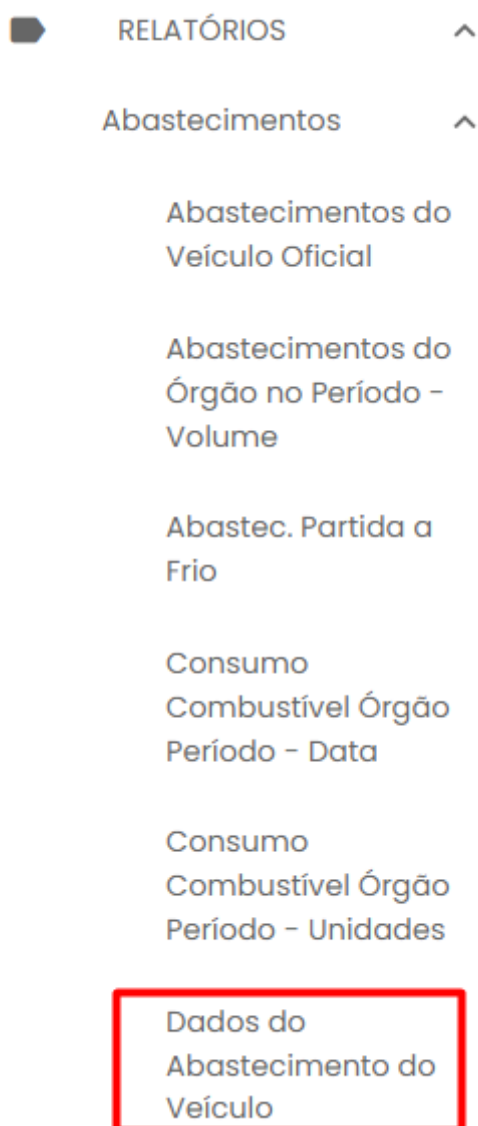 RELATÓRIOS
Abastecimentos
Abastecimentos do
Veículo Oficial
Abastecimentos do
Órgão no Período -
Volume
Abastec. Partida a
Frio
Consumo
Combustível Órgão
Período - Data
Consumo
Combustível Órgão
Período - Unidades
Dados do
Abastecimento do
Veículo